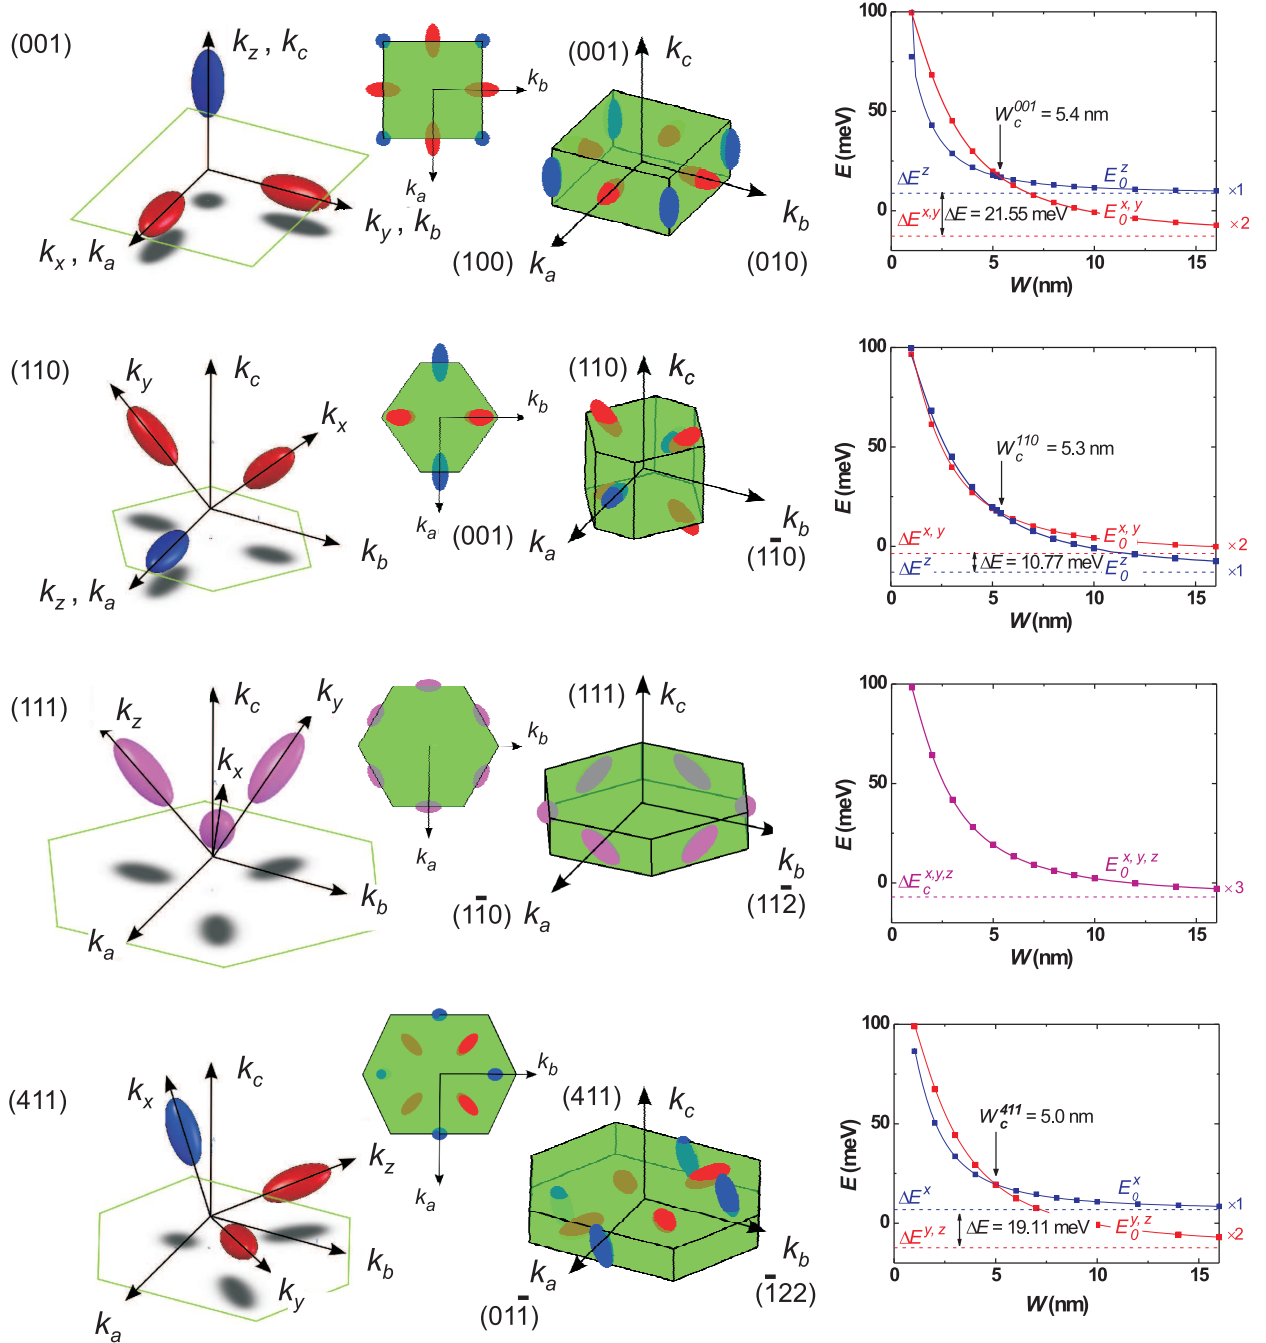 (001)
k_z , k_c
k_y , k_b
k_x , k_a
k_b
k_a
(100)
(001)
k_c
k_b
k_a
(010)
E (meV)
100
50
0
W_c^001 = 5.4 nm
ΔE^z
E_0^z
×1
ΔE^x,y
ΔE = 21.55 meV
E_0^x,y
×2
0 5 10 15
W (nm)
(110)
k_y
k_c
k_x
k_b
k_z , k_a
k_b
k_a
(001)
(110)
k_c
k_b
k_a
(11̄0)
E (meV)
100
50
0
W_c^110 = 5.3 nm
ΔE^x, y
E_0^x, y
×2
ΔE^z
ΔE = 10.77 meV
E_0^z
×1
0 5 10 15
W (nm)
(111)
k_z
k_c
k_y
k_x
k_b
k_a
k_b
k_a
(11̄0)
(111)
k_c
k_b
k_a
(112̄)
E (meV)
100
50
0
ΔE_c^x,y,z
E_0^x, y, z
×3
0 5 10 15
W (nm)
(411)
k_x
k_c
k_z
k_b
k_y
k_a
k_b
k_a
(011̄)
(411)
k_c
k_b
k_a
(1̄22)
E (meV)
100
50
0
W_c^411 = 5.0 nm
ΔE^x
E_0^x
×1
ΔE^y, z
ΔE = 19.11 meV
E_0^y, z
×2
0 5 10 15
W (nm)